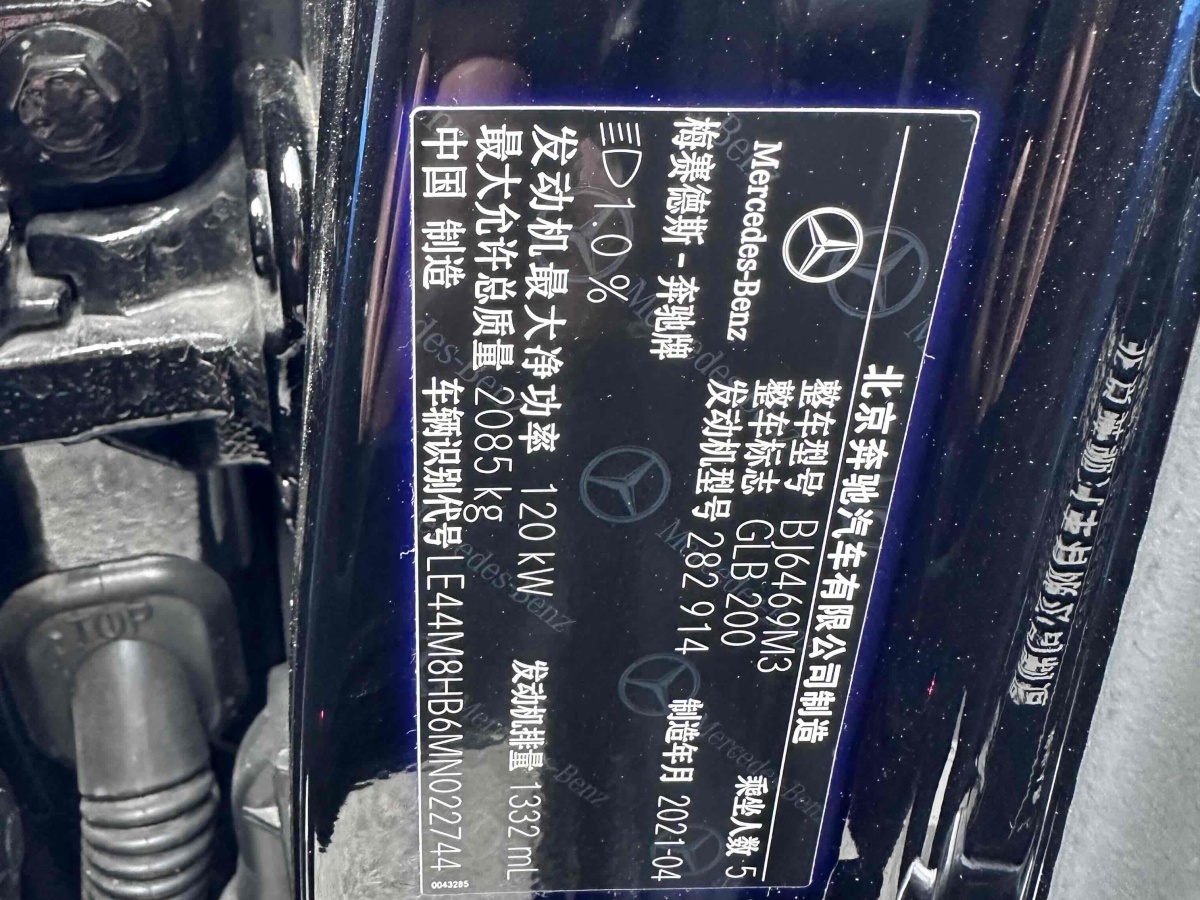 北京奔驰汽车有限公司制造
Mercedes-Benz
整车型号 BJ6469M3
乘坐人数 5
整车标志 GLB 200
梅赛德斯-奔驰牌
发动机型号 282 914
制造年月 2021-04
1.0%
发动机最大净功率 120 kW
发动机排量 1332 mL
最大允许总质量 2085 kg
中国 制造
车辆识别代号 LE44M8HB6MN022744
0043285
TOP